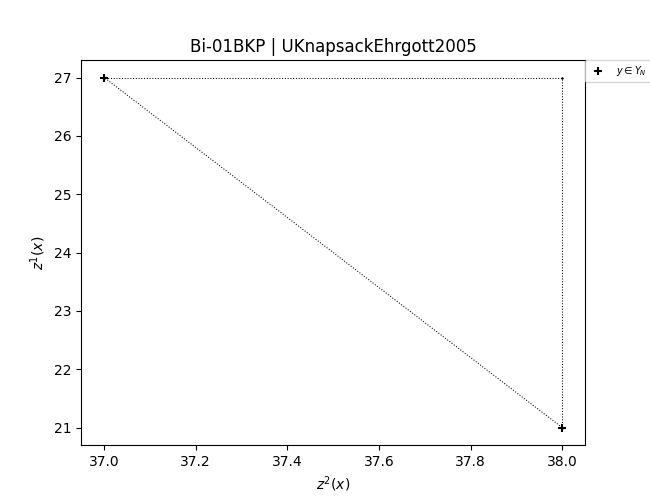 Bi-01BKP | UKnapsackEhrgott2005
27
26
25
24
23
22
21
z¹(x)
37.0 37.2 37.4 37.6 37.8 38.0
z²(x)
y ∈ Y_N